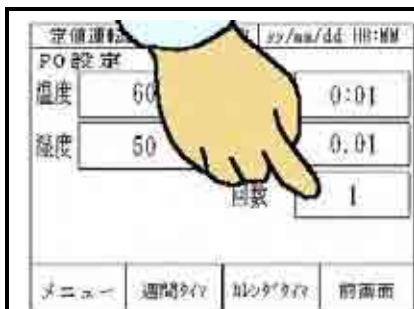 定値運転 yy/mm/dd HH:MM
PO設定
温度 60 0:01
湿度 50 0.01
回数 1
メニュー 週間タイマ カレンダタイマ 前画面